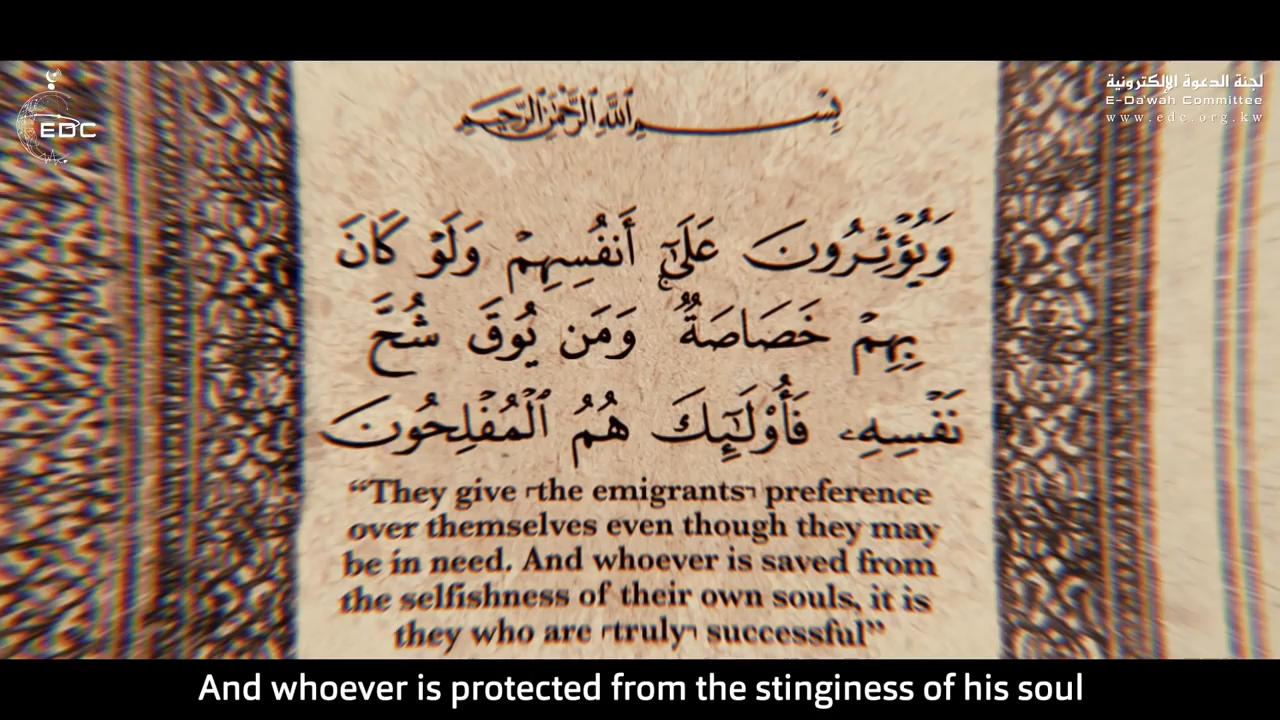 EDC
لجنة الدعوة الإلكترونية
E-Da'wah Committee
www.edc.org.kw
بِسْمِ اللَّهِ الرَّحْمَٰنِ الرَّحِيمِ
وَيُؤْثِرُونَ عَلَىٰٓ أَنفُسِهِمْ وَلَوْ كَانَ
بِهِمْ خَصَاصَةٌۚ وَمَن يُوقَ شُحَّ
نَفْسِهِۦ فَأُوْلَٰٓئِكَ هُمُ ٱلْمُفْلِحُونَ
“They give ⌜the emigrants⌝ preference
over themselves even though they may
be in need. And whoever is saved from
the selfishness of their own souls, it is
they who are ⌜truly⌝ successful”
And whoever is protected from the stinginess of his soul